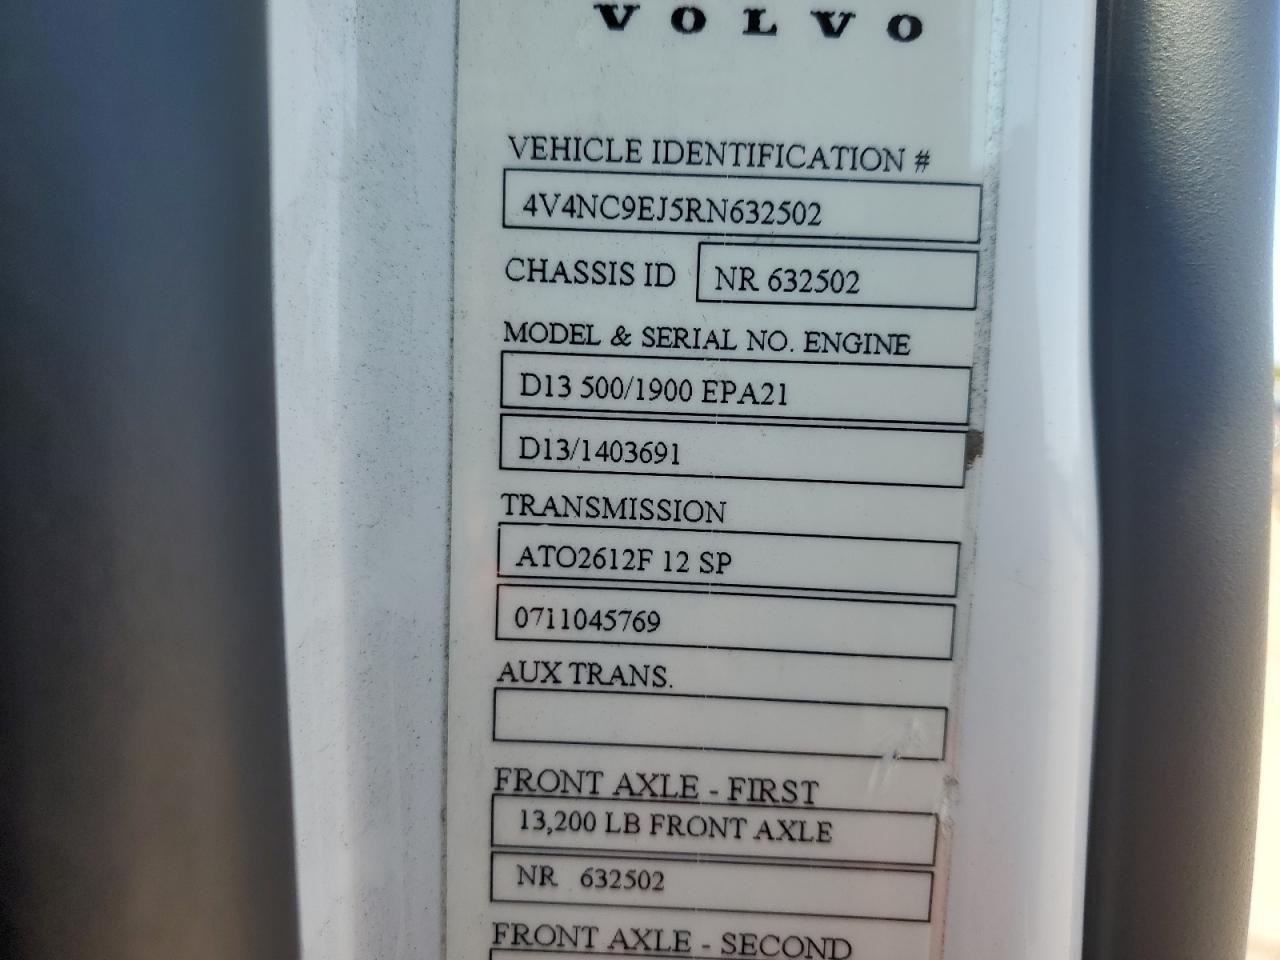 VOLVO
VEHICLE IDENTIFICATION #
4V4NC9EJ5RN632502
CHASSIS ID NR 632502
MODEL & SERIAL NO. ENGINE
D13 500/1900 EPA21
D13/1403691
TRANSMISSION
ATO2612F 12 SP
0711045769
AUX TRANS.
FRONT AXLE - FIRST
13,200 LB FRONT AXLE
NR 632502
FRONT AXLE - SECOND